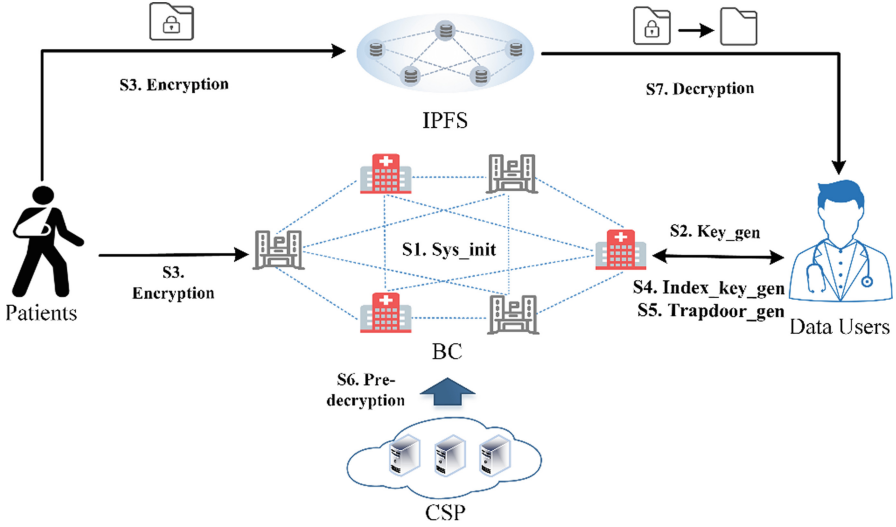 S3. Encryption
S7. Decryption
IPFS
S1. Sys_init
S2. Key_gen
S3.
Encryption
S4. Index_key_gen
S5. Trapdoor_gen
Patients
Data Users
BC
S6. Pre-
decryption
CSP